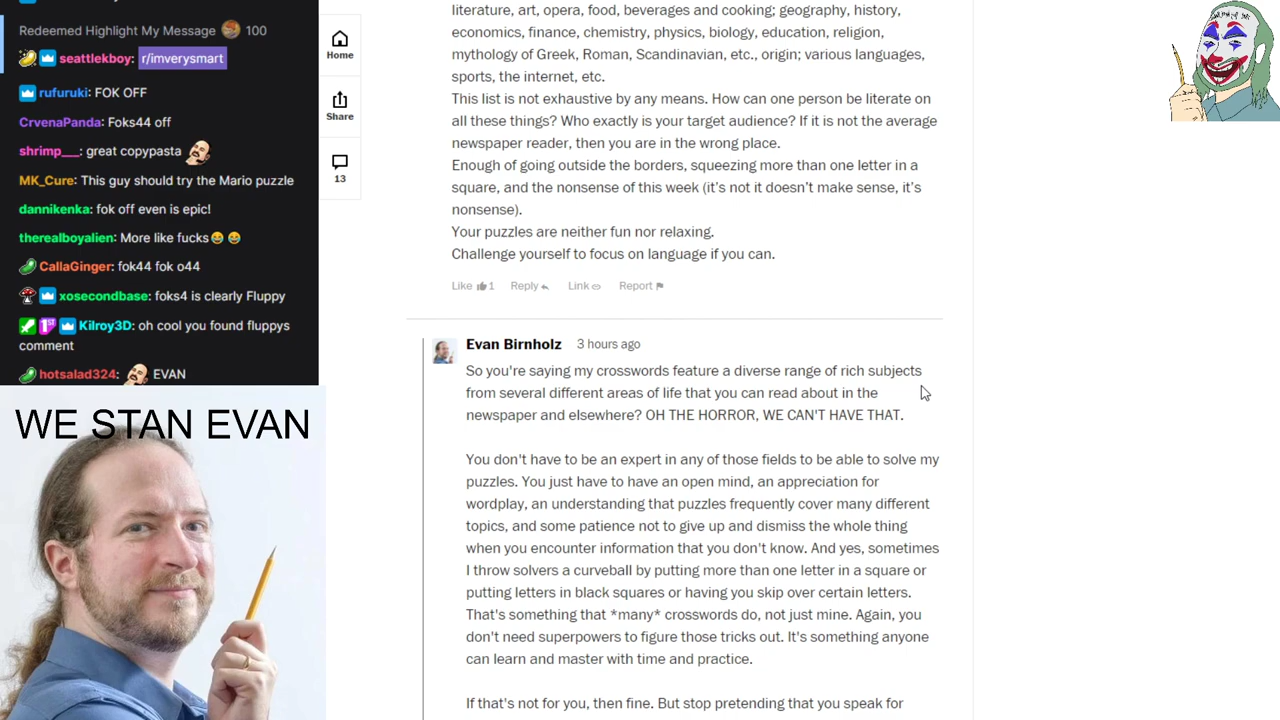 Redeemed Highlight My Message 100
seattlekboy: r/imverysmart
rufuruki: FOK OFF
CrvenaPanda: Foks44 off
shrimp___: great copypasta
MK_Cure: This guy should try the Mario puzzle
dannikenka: fok off even is epic!
therealboyalien: More like fucks😂😂
CallaGinger: fok44 fok o44
xosecondbase: foks4 is clearly Fluppy
1ST Kilroy3D: oh cool you found fluppys
comment
hotsalad324: EVAN
WE STAN EVAN
Home
Share
13
literature, art, opera, food, beverages and cooking; geography, history,
economics, finance, chemistry, physics, biology, education, religion,
mythology of Greek, Roman, Scandinavian, etc., origin; various languages,
sports, the internet, etc.
This list is not exhaustive by any means. How can one person be literate on
all these things? Who exactly is your target audience? If it is not the average
newspaper reader, then you are in the wrong place.
Enough of going outside the borders, squeezing more than one letter in a
square, and the nonsense of this week (it’s not it doesn’t make sense, it’s
nonsense).
Your puzzles are neither fun nor relaxing.
Challenge yourself to focus on language if you can.
Like 1 Reply Link Report
Evan Birnholz 3 hours ago
So you're saying my crosswords feature a diverse range of rich subjects
from several different areas of life that you can read about in the
newspaper and elsewhere? OH THE HORROR, WE CAN'T HAVE THAT.
You don't have to be an expert in any of those fields to be able to solve my
puzzles. You just have to have an open mind, an appreciation for
wordplay, an understanding that puzzles frequently cover many different
topics, and some patience not to give up and dismiss the whole thing
when you encounter information that you don't know. And yes, sometimes
I throw solvers a curveball by putting more than one letter in a square or
putting letters in black squares or having you skip over certain letters.
That's something that *many* crosswords do, not just mine. Again, you
don't need superpowers to figure those tricks out. It's something anyone
can learn and master with time and practice.
If that's not for you, then fine. But stop pretending that you speak for